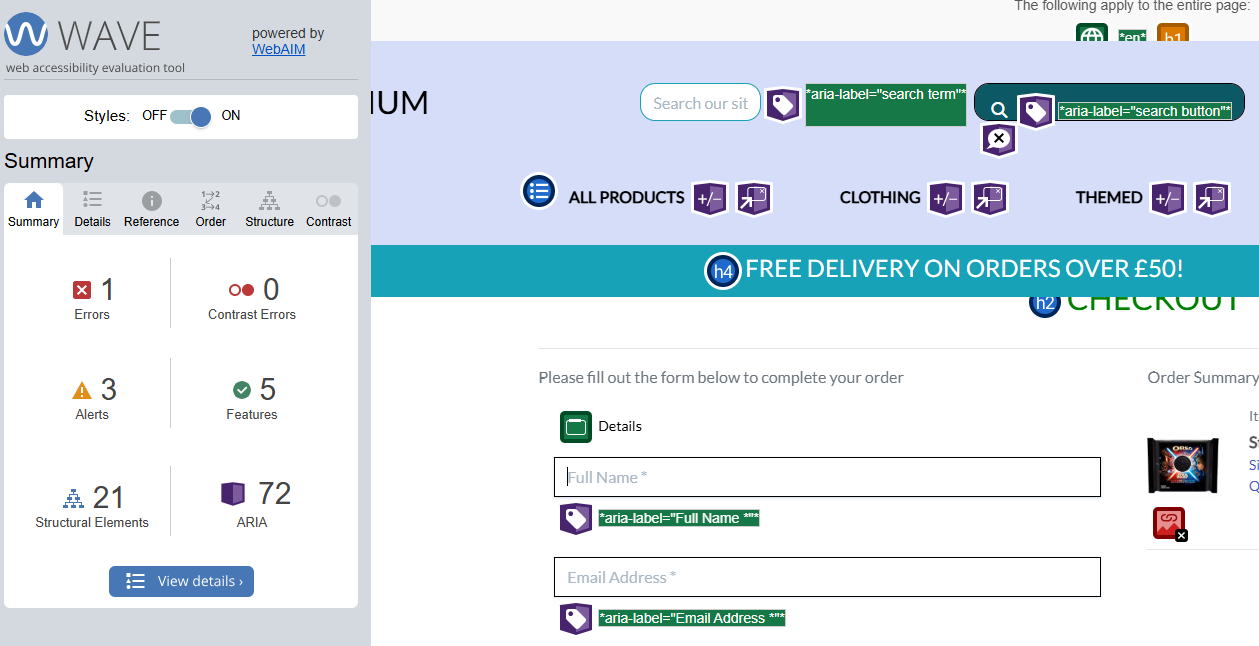 WAVE
powered by
WebAIM
web accessibility evaluation tool
Styles: OFF ON
Summary
Summary Details Reference Order Structure Contrast
1
Errors
0
Contrast Errors
3
Alerts
5
Features
21
Structural Elements
72
ARIA
View details ›
The following apply to the entire page:
*en* h1
IUM
Search our sit
*aria-label="search term"*
*aria-label="search button"*
ALL PRODUCTS +/− CLOTHING +/− THEMED +/−
h4 FREE DELIVERY ON ORDERS OVER £50!
h2 CHECKOUT
Please fill out the form below to complete your order
Order Summary
Details
Full Name *
*aria-label="Full Name *"*
Email Address *
*aria-label="Email Address *"*
It
S
Si
Q